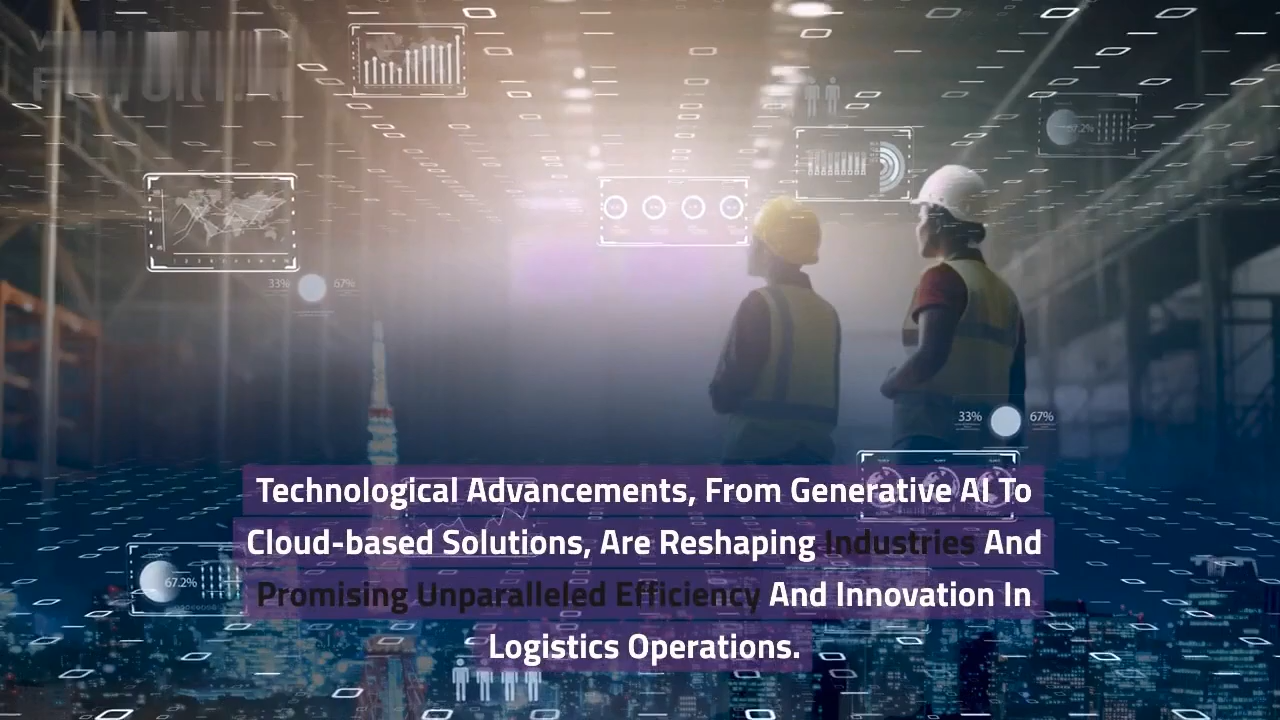 67.2%
33% 67%
33% 67%
Technological Advancements, From Generative AI To
Cloud-based Solutions, Are Reshaping Industries And
67.2%
Promising Unparalleled Efficiency And Innovation In
Logistics Operations.